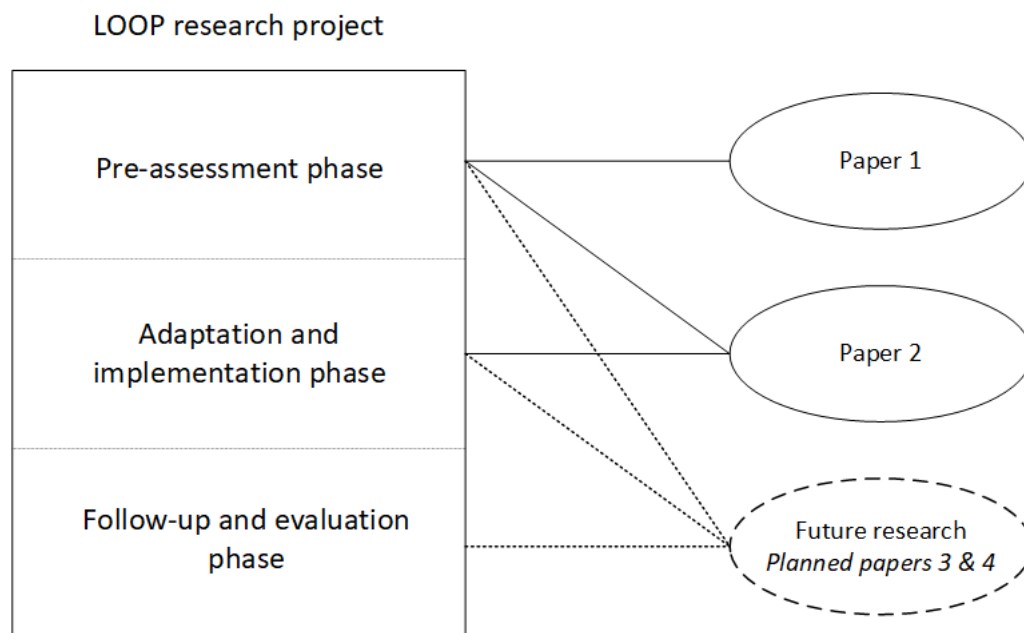 LOOP research project
Pre-assessment phase
Adaptation and
implementation phase
Follow-up and evaluation
phase
Paper 1
Paper 2
Future research
Planned papers 3 & 4